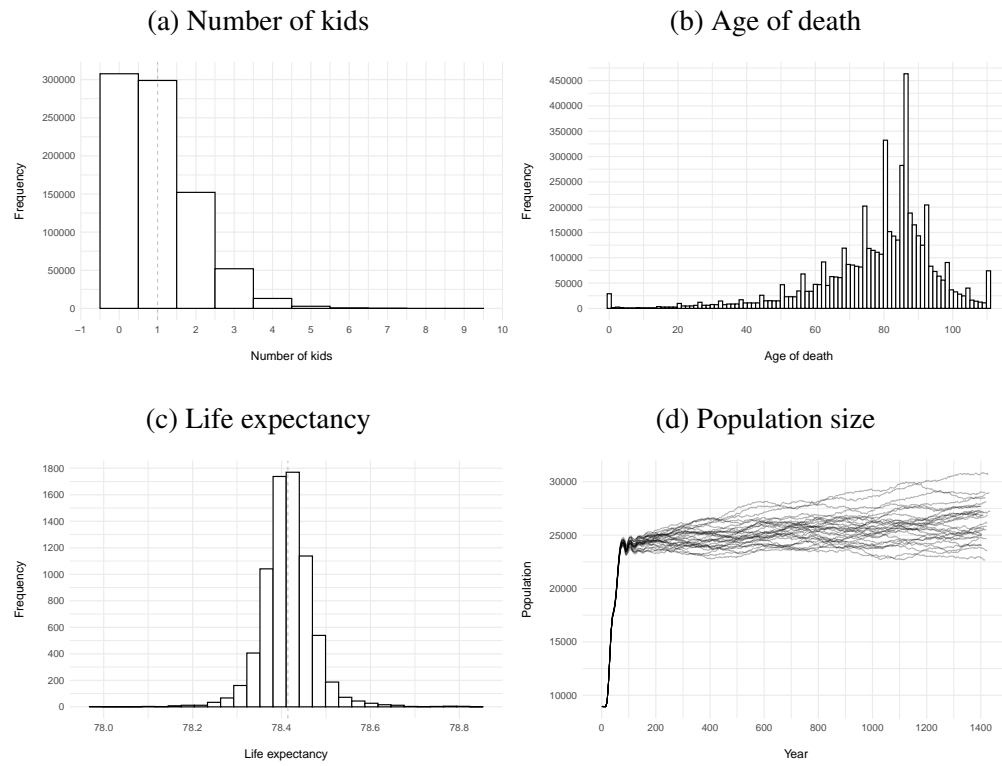 (a) Number of kids
300000
250000
200000
150000
100000
50000
0
Frequency
−1 0 1 2 3 4 5 6 7 8 9 10
Number of kids
(b) Age of death
450000
400000
350000
300000
250000
200000
150000
100000
50000
0
Frequency
0 20 40 60 80 100
Age of death
(c) Life expectancy
1800
1600
1400
1200
1000
800
600
400
200
0
Frequency
78.0 78.2 78.4 78.6 78.8
Life expectancy
(d) Population size
30000
25000
20000
15000
10000
Population
0 200 400 600 800 1000 1200 1400
Year